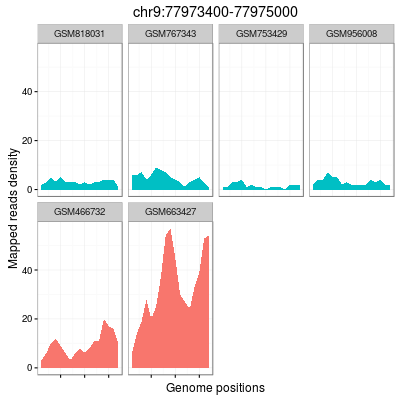 chr9:77973400-77975000
GSM818031 GSM767343 GSM753429 GSM956008
40
20
0
GSM466732 GSM663427
40
20
0
Mapped reads density
Genome positions